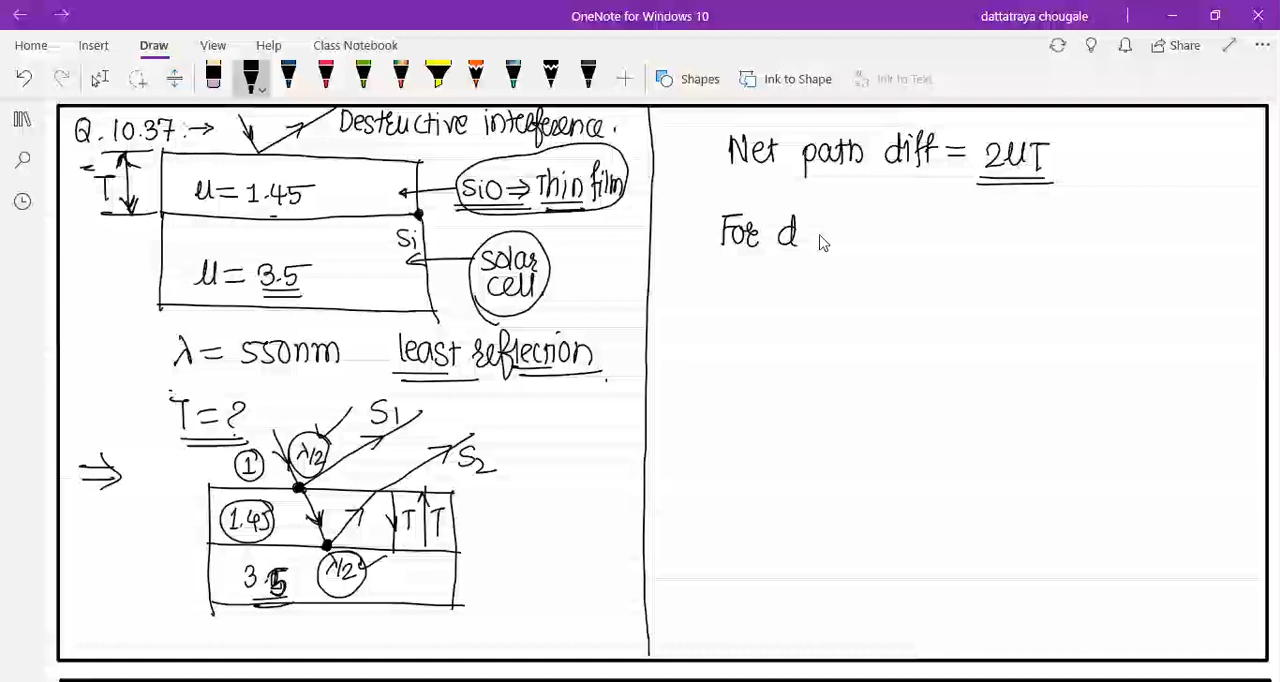 OneNote for Windows 10
dattatraya chougale
Home Insert Draw View Help Class Notebook
Share
Shapes Ink to Shape Ink to Text
Q. 10.37:→ Destructive interference.
T
μ = 1.45
SiO ⇒ Thin film
Si
μ = 3.5
solar cell
λ = 550nm least reflection.
T = ?
⇒
1 λ/2 S1
S2
1.45 T T
3.5 λ/2
Net path diff = 2μT
For d